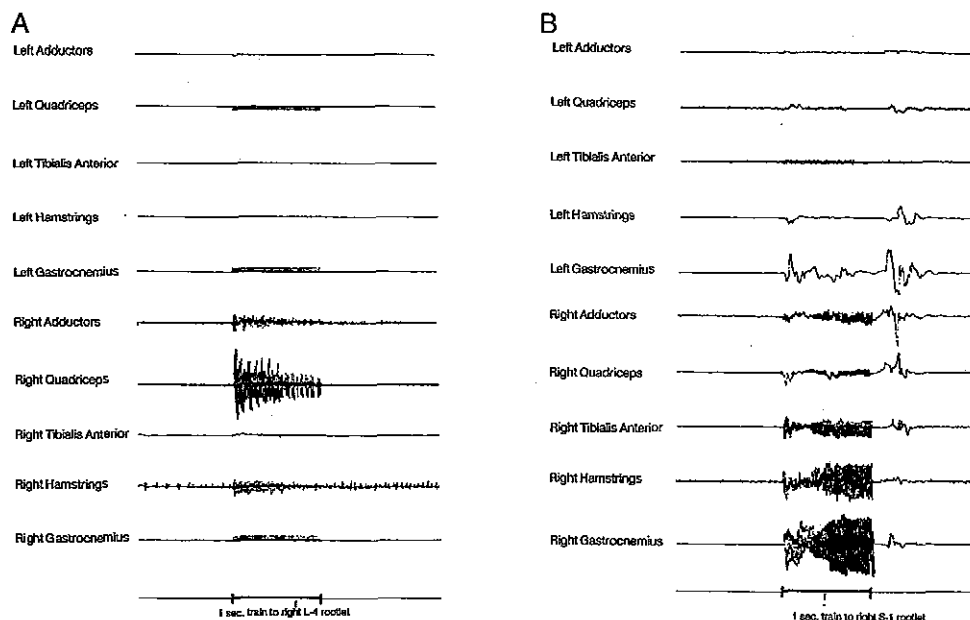 A
Left Adductors
Left Quadriceps
Left Tibialis Anterior
Left Hamstrings
Left Gastrocnemius
Right Adductors
Right Quadriceps
Right Tibialis Anterior
Right Hamstrings
Right Gastrocnemius
1 sec. train to right L-4 rootlet
B
Left Adductors
Left Quadriceps
Left Tibialis Anterior
Left Hamstrings
Left Gastrocnemius
Right Adductors
Right Quadriceps
Right Tibialis Anterior
Right Hamstrings
Right Gastrocnemius
1 sec. train to right S-1 rootlet